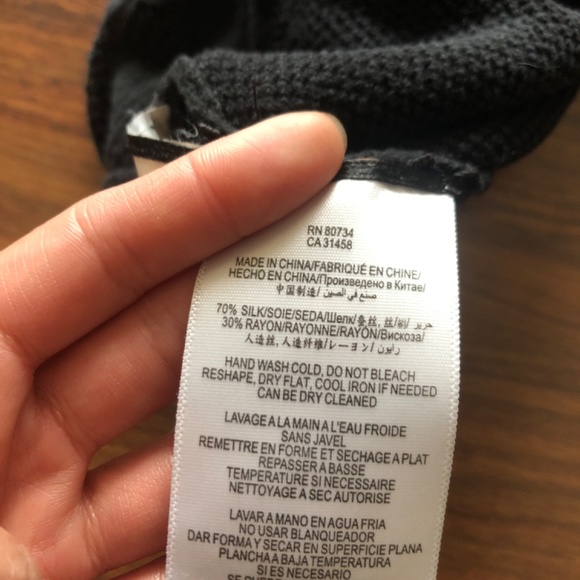 RN 80734
CA 31458
MADE IN CHINA/FABRIQUÉ EN CHINE/
HECHO EN CHINA/Произведено в Китае/
中国制造/ صنع في الصين
70% SILK/SOIE/SEDA/Шелк/蚕丝, 丝/絹/ حرير
30% RAYON/RAYONNE/RAYÓN/Вискоза/
人造丝, 人造纤维/レーヨン/ رايون
HAND WASH COLD, DO NOT BLEACH
RESHAPE, DRY FLAT, COOL IRON IF NEEDED
CAN BE DRY CLEANED
LAVAGE A LA MAIN A L'EAU FROIDE
SANS JAVEL
REMETTRE EN FORME ET SECHAGE A PLAT
REPASSER A BASSE
TEMPERATURE SI NECESSAIRE
NETTOYAGE A SEC AUTORISE
LAVAR A MANO EN AGUA FRIA
NO USAR BLANQUEADOR
DAR FORMA Y SECAR EN SUPERFICIE PLANA
PLANCHA A BAJA TEMPERATURA
SI ES NECESARIO